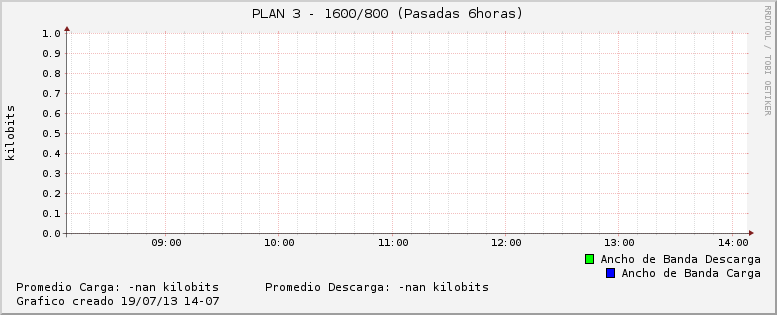 PLAN 3 - 1600/800 (Pasadas 6horas)
RRDTOOL / TOBI OETIKER
kilobits
1.0
0.9
0.8
0.7
0.6
0.5
0.4
0.3
0.2
0.1
0.0
09:00 10:00 11:00 12:00 13:00 14:00
Ancho de Banda Descarga
Ancho de Banda Carga
Promedio Carga: -nan kilobits Promedio Descarga: -nan kilobits
Grafico creado 19/07/13 14-07